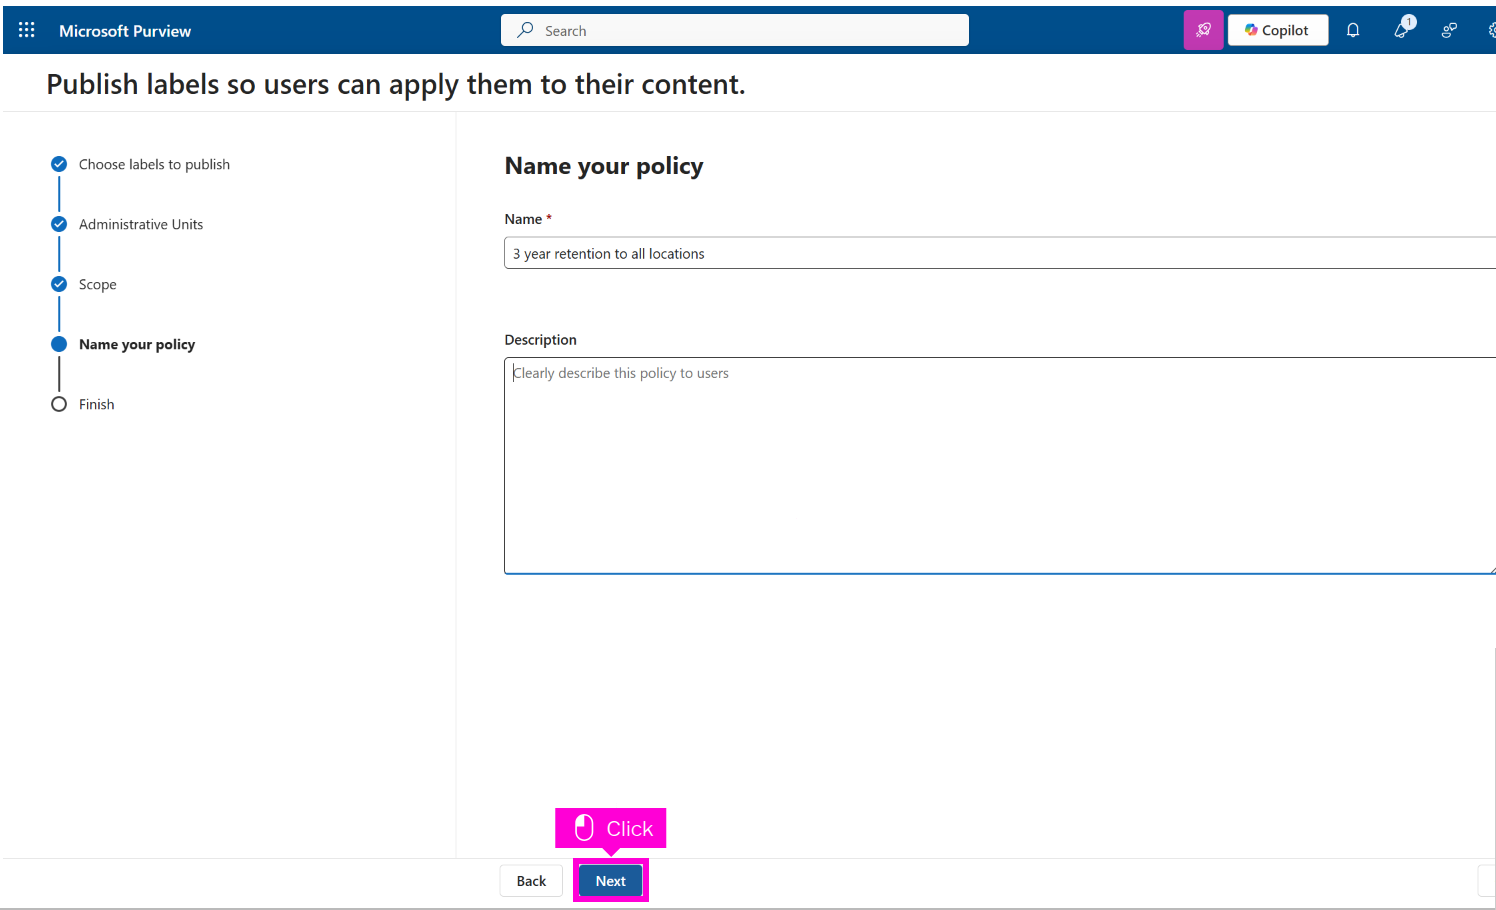 Microsoft Purview
Search
Copilot
1
Publish labels so users can apply them to their content.
Choose labels to publish
Administrative Units
Scope
Name your policy
Finish
Name your policy
Name *
3 year retention to all locations
Description
Clearly describe this policy to users
Click
Back
Next